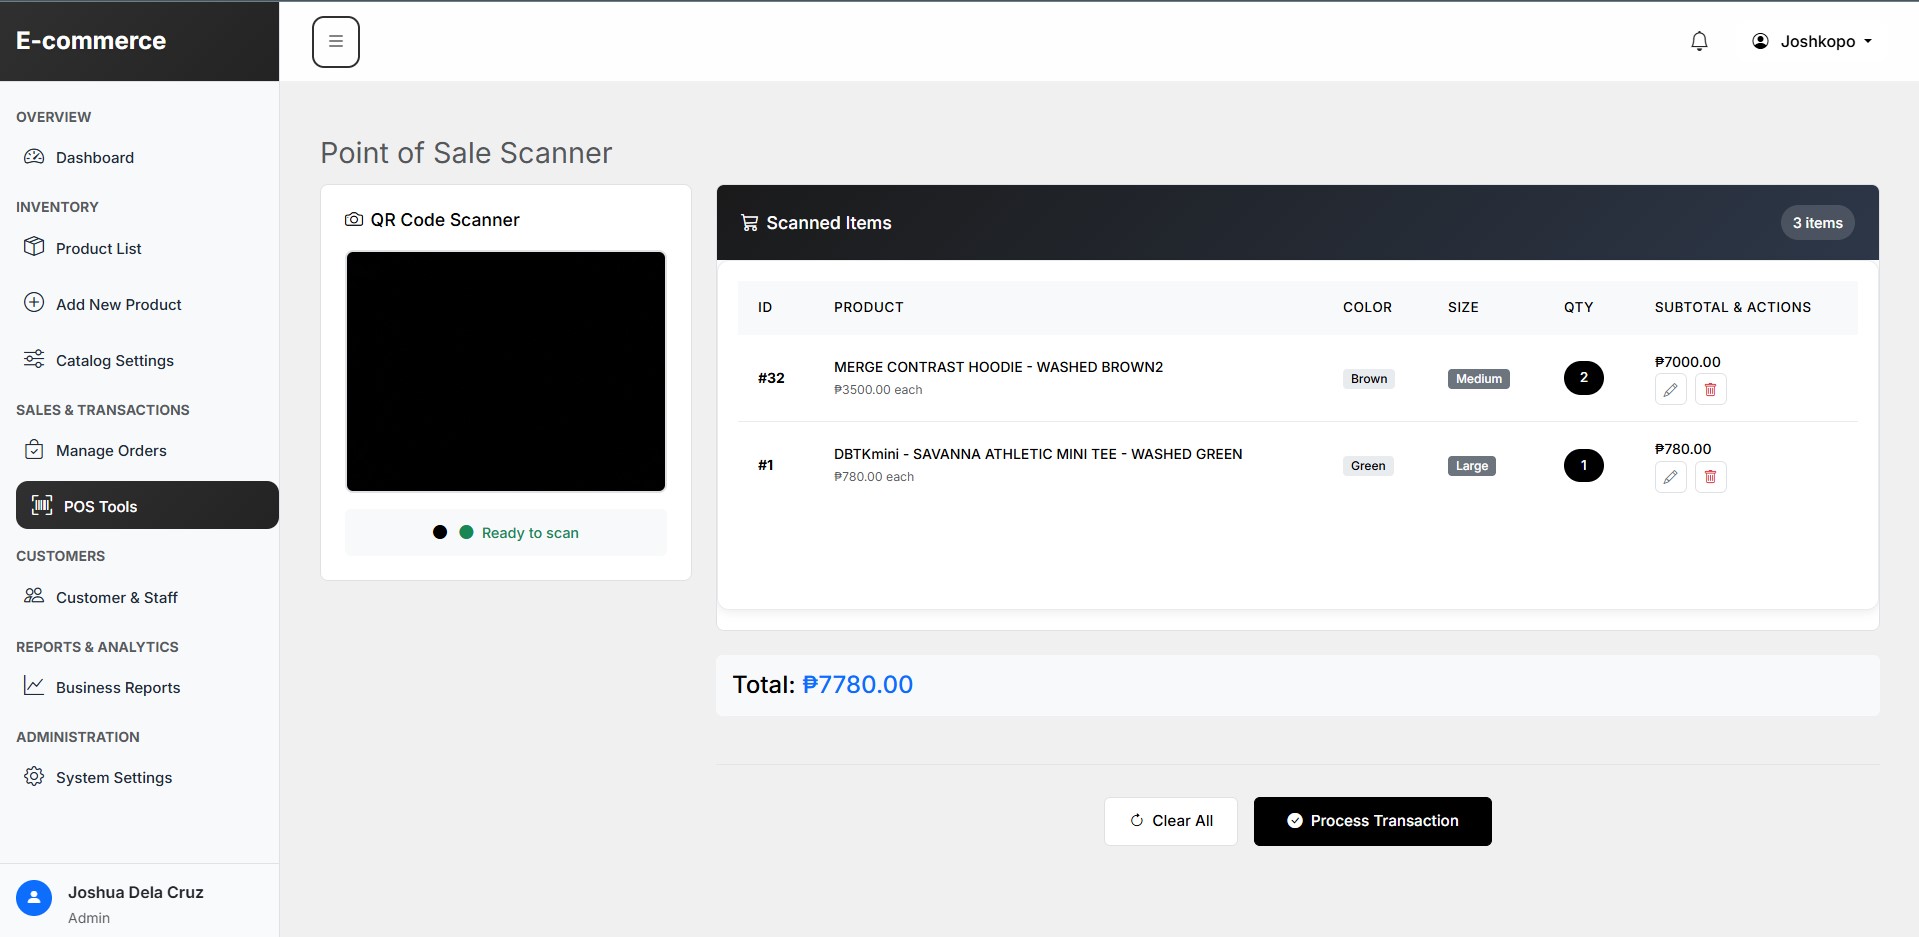 E-commerce
Joshkopo
OVERVIEW
Dashboard
INVENTORY
Product List
Add New Product
Catalog Settings
SALES & TRANSACTIONS
Manage Orders
POS Tools
CUSTOMERS
Customer & Staff
REPORTS & ANALYTICS
Business Reports
ADMINISTRATION
System Settings
Joshua Dela Cruz
Admin
Point of Sale Scanner
QR Code Scanner
Ready to scan
Scanned Items
3 items
ID PRODUCT COLOR SIZE QTY SUBTOTAL & ACTIONS
#32 MERGE CONTRAST HOODIE - WASHED BROWN2 Brown Medium 2 ₱7000.00
₱3500.00 each
#1 DBTKmini - SAVANNA ATHLETIC MINI TEE - WASHED GREEN Green Large 1 ₱780.00
₱780.00 each
Total: ₱7780.00
Clear All
Process Transaction